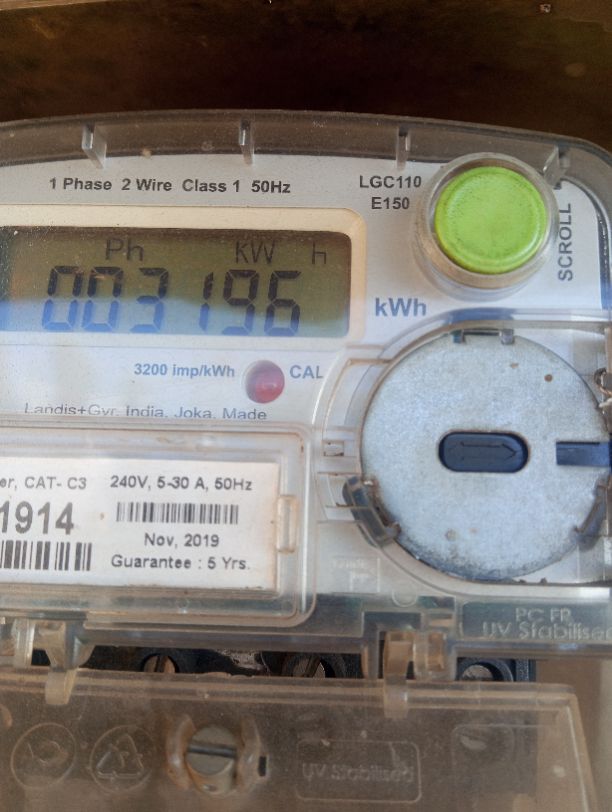 1 Phase 2 Wire Class 1 50Hz
LGC110
E150
SCROLL
Ph KW h
003196
kWh
3200 imp/kWh
CAL
Landis+Gyr, India, Joka, Made
er, CAT- C3
240V, 5-30 A, 50Hz
1914
Nov, 2019
Guarantee : 5 Yrs.
PC FR
UV Stabilised
UV Stabilised